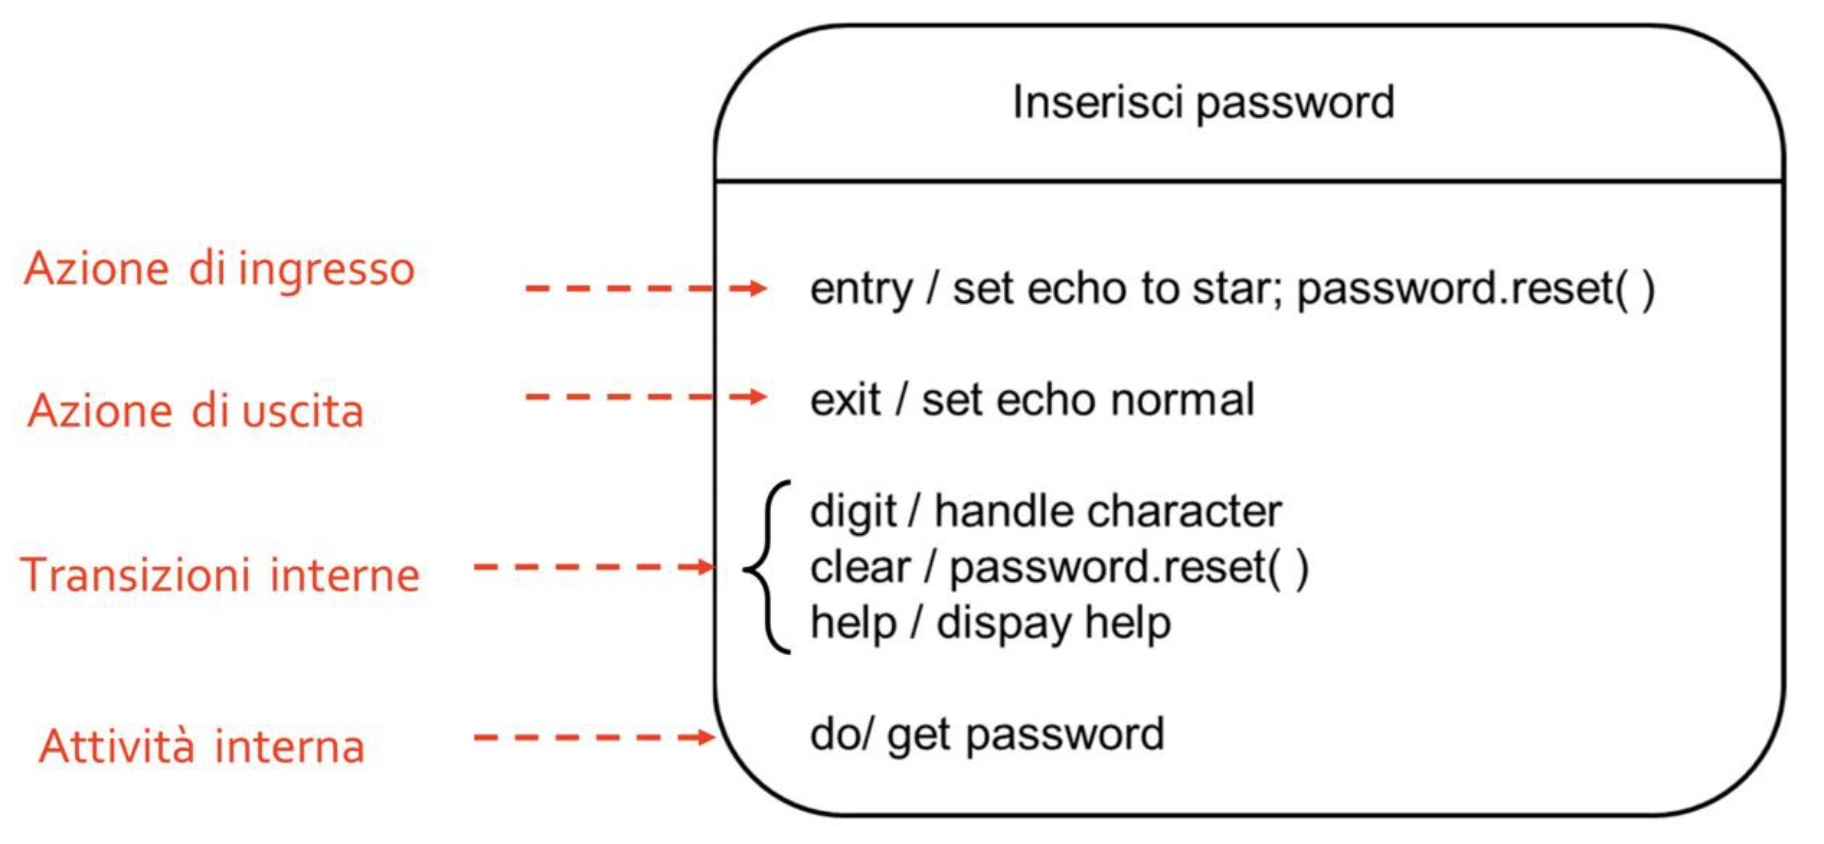 Inserisci password
Azione di ingresso
entry / set echo to star; password.reset( )
Azione di uscita
exit / set echo normal
Transizioni interne
digit / handle character
clear / password.reset( )
help / dispay help
Attività interna
do/ get password